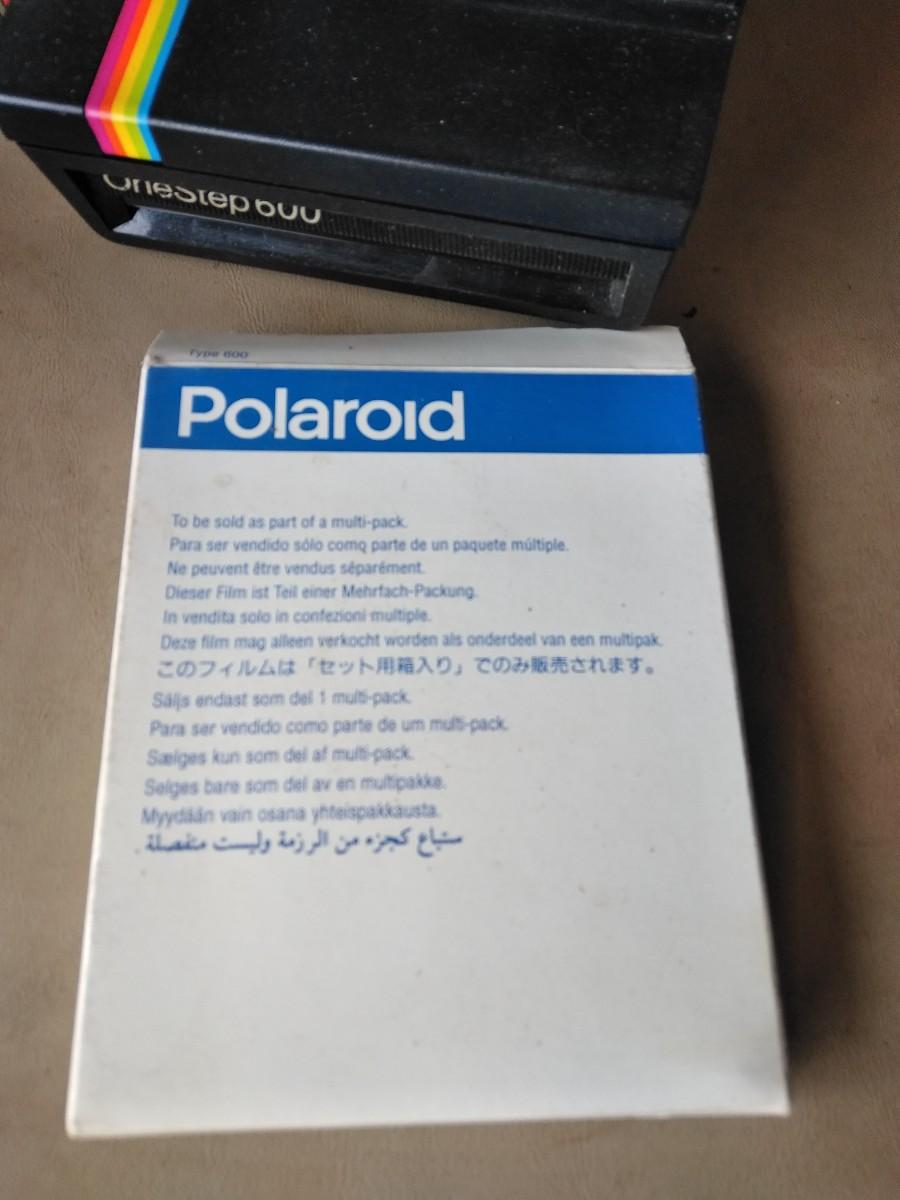 OneStep600
Type 600
Polaroid
To be sold as part of a multi-pack.
Para ser vendido sólo como parte de un paquete múltiple.
Ne peuvent être vendus séparément.
Dieser Film ist Teil einer Mehrfach-Packung.
In vendita solo in confezioni multiple.
Deze film mag alleen verkocht worden als onderdeel van een multipak.
このフィルムは「セット用箱入り」でのみ販売されます。
Säljs endast som del 1 multi-pack.
Para ser vendido como parte de um multi-pack.
Sælges kun som del af multi-pack.
Selges bare som del av en multipakke.
Myydään vain osana yhteispakkausta.
ستباع كجزء من الرزمة وليست متفصلة .